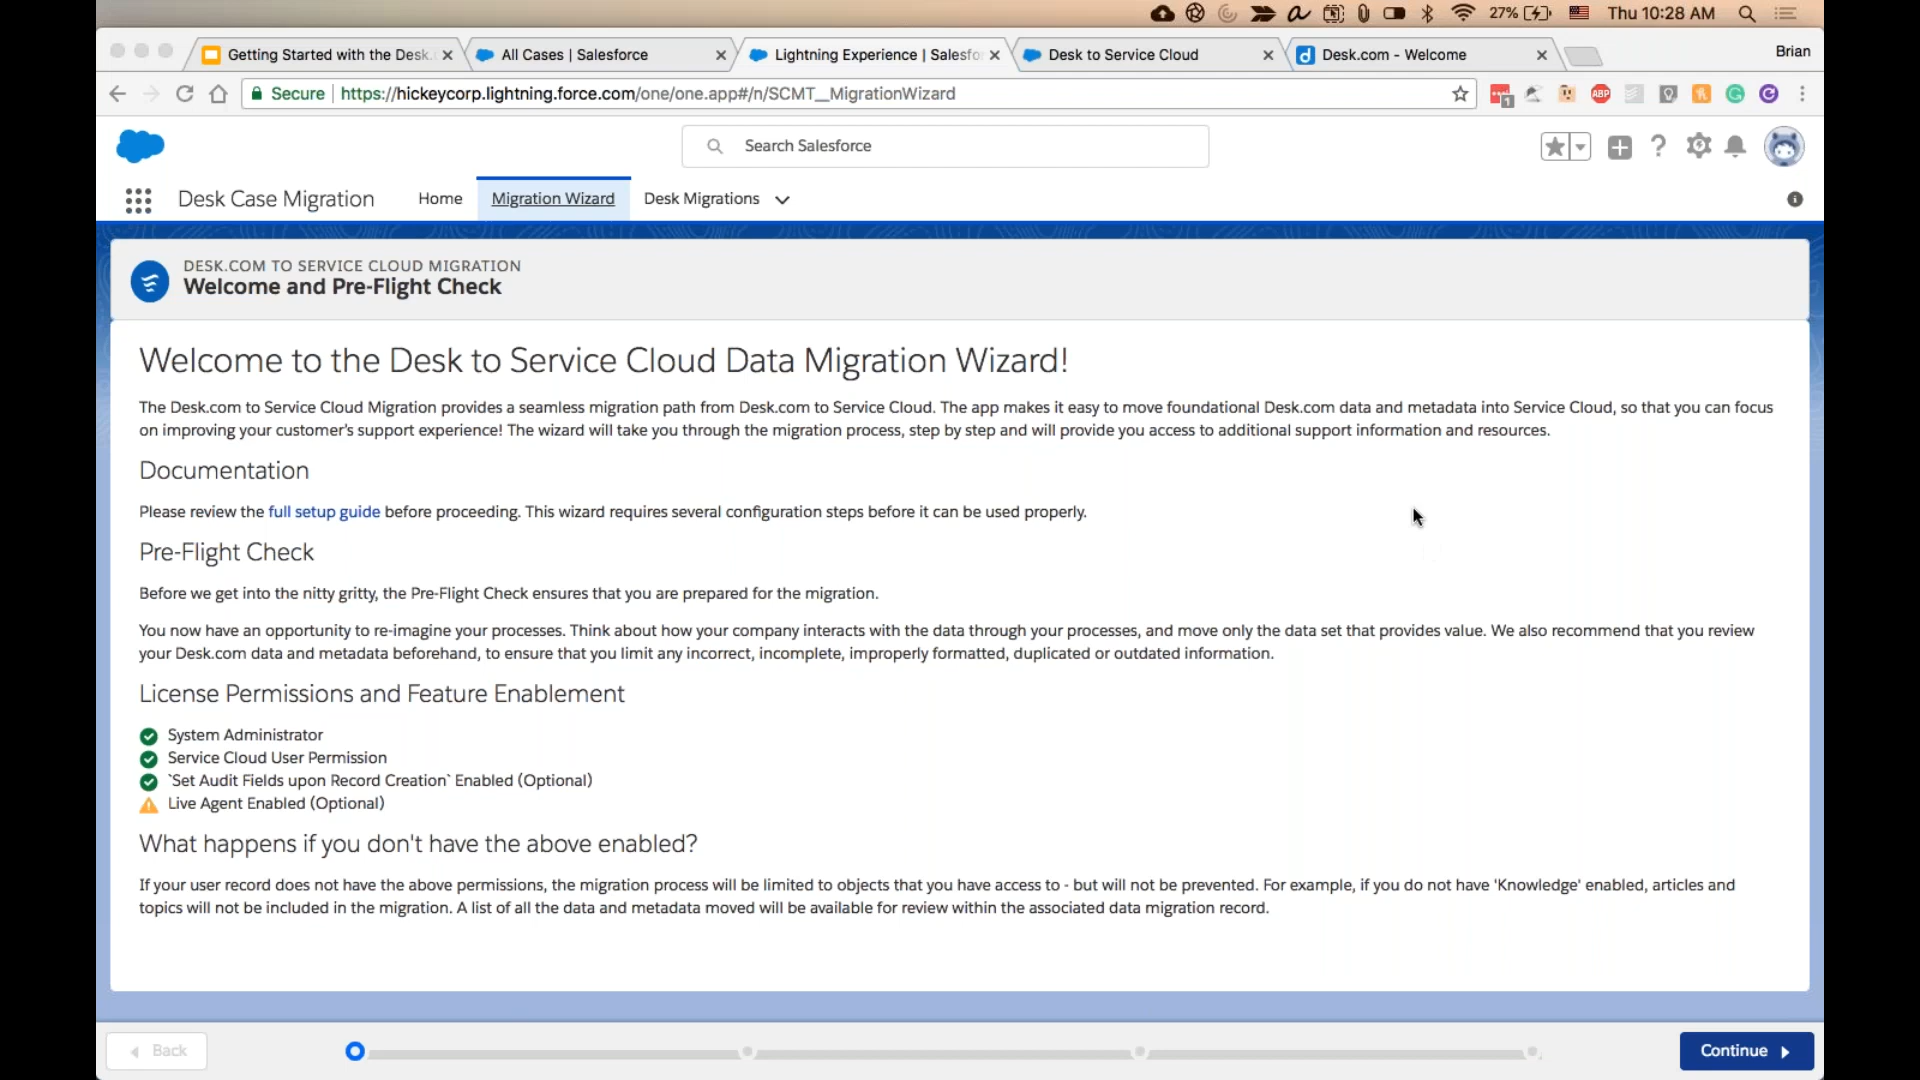 27%
Thu 10:28 AM
Getting Started with the Desk.
All Cases | Salesforce
Lightning Experience | Salesfo
Desk to Service Cloud
Desk.com - Welcome
Brian
Secure
https://hickeycorp.lightning.force.com/one/one.app#/n/SCMT__MigrationWizard
1
ABP
Search Salesforce
Desk Case Migration
Home
Migration Wizard
Desk Migrations
DESK.COM TO SERVICE CLOUD MIGRATION
Welcome and Pre-Flight Check
Welcome to the Desk to Service Cloud Data Migration Wizard!
The Desk.com to Service Cloud Migration provides a seamless migration path from Desk.com to Service Cloud. The app makes it easy to move foundational Desk.com data and metadata into Service Cloud, so that you can focus
on improving your customer's support experience! The wizard will take you through the migration process, step by step and will provide you access to additional support information and resources.
Documentation
Please review the full setup guide before proceeding. This wizard requires several configuration steps before it can be used properly.
Pre-Flight Check
Before we get into the nitty gritty, the Pre-Flight Check ensures that you are prepared for the migration.
You now have an opportunity to re-imagine your processes. Think about how your company interacts with the data through your processes, and move only the data set that provides value. We also recommend that you review
your Desk.com data and metadata beforehand, to ensure that you limit any incorrect, incomplete, improperly formatted, duplicated or outdated information.
License Permissions and Feature Enablement
System Administrator
Service Cloud User Permission
`Set Audit Fields upon Record Creation` Enabled (Optional)
Live Agent Enabled (Optional)
What happens if you don't have the above enabled?
If your user record does not have the above permissions, the migration process will be limited to objects that you have access to - but will not be prevented. For example, if you do not have 'Knowledge' enabled, articles and
topics will not be included in the migration. A list of all the data and metadata moved will be available for review within the associated data migration record.
Back
Continue